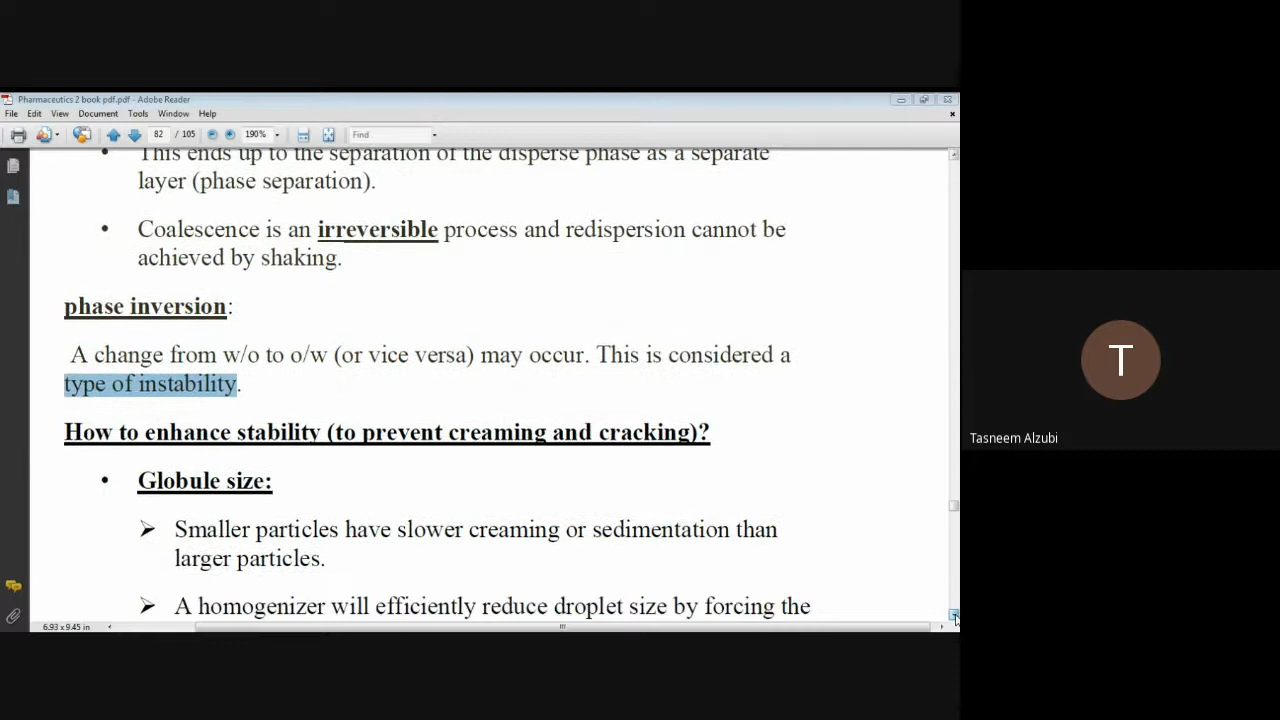 Pharmaceutics 2 book pdf.pdf - Adobe Reader
File Edit View Document Tools Window Help
82 / 105 190% Find
This ends up to the separation of the disperse phase as a separate
layer (phase separation).
• Coalescence is an irreversible process and redispersion cannot be
achieved by shaking.
phase inversion:
A change from w/o to o/w (or vice versa) may occur. This is considered a
type of instability.
How to enhance stability (to prevent creaming and cracking)?
• Globule size:
➢ Smaller particles have slower creaming or sedimentation than
larger particles.
➢ A homogenizer will efficiently reduce droplet size by forcing the
6.93 x 9.45 in
T
Tasneem Alzubi